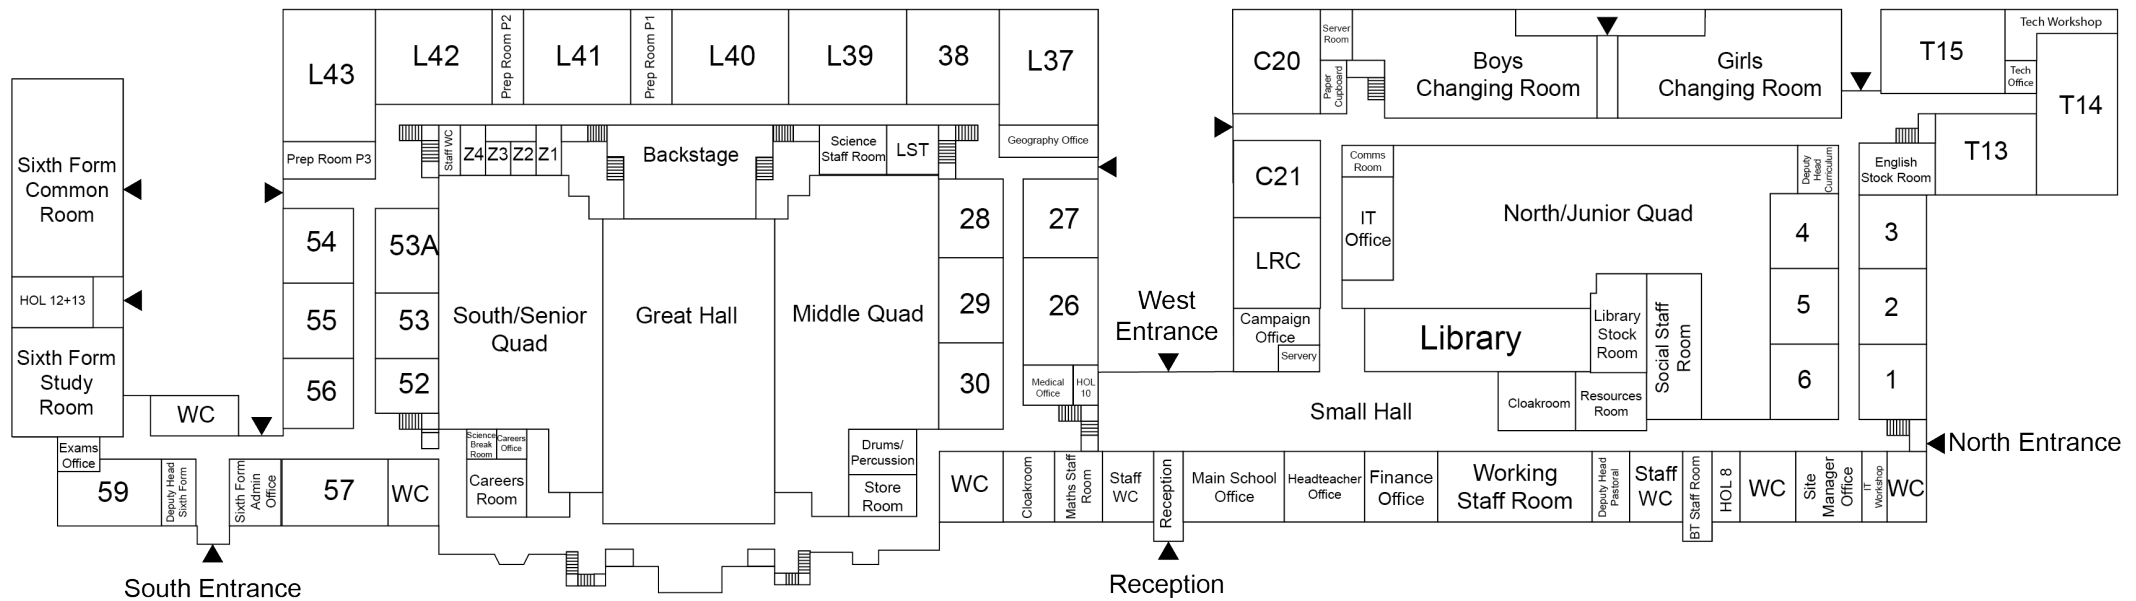 L43
L42
Prep Room P2
L41
Prep Room P1
L40
L39
38
L37
Prep Room P3
Geography Office
Staff WC
Z4
Z3
Z2
Z1
Backstage
Science
Staff Room
LST
Sixth Form
Common
Room
HOL 12+13
Sixth Form
Study
Room
WC
Exams
Office
59
Deputy Head
Sixth Form
Sixth Form
Admin
Office
57
WC
South Entrance
54
55
56
53A
53
52
South/Senior
Quad
Great Hall
Middle Quad
Science
Break
Room
Careers
Office
Careers
Room
Drums/
Percussion
Store
Room
28
29
30
27
26
Medical
Office
HOL
10
West
Entrance
C20
Server
Room
Paper
Cupboard
Boys
Changing Room
Girls
Changing Room
T15
Tech Workshop
Tech
Office
T14
T13
English
Stock Room
C21
LRC
Campaign
Office
Servery
Comms
Room
IT
Office
North/Junior Quad
Deputy
Head
Curriculum
4
5
6
3
2
1
Library
Library
Stock
Room
Social Staff
Room
Cloakroom
Resources
Room
Small Hall
North Entrance
WC
Cloakroom
Maths Staff
Room
Staff
WC
Reception
Main School
Office
Headteacher
Office
Finance
Office
Working
Staff Room
Deputy Head
Pastoral
Staff
WC
BT Staff Room
HOL 8
WC
Site
Manager
Office
IT
Workshop
WC
Reception